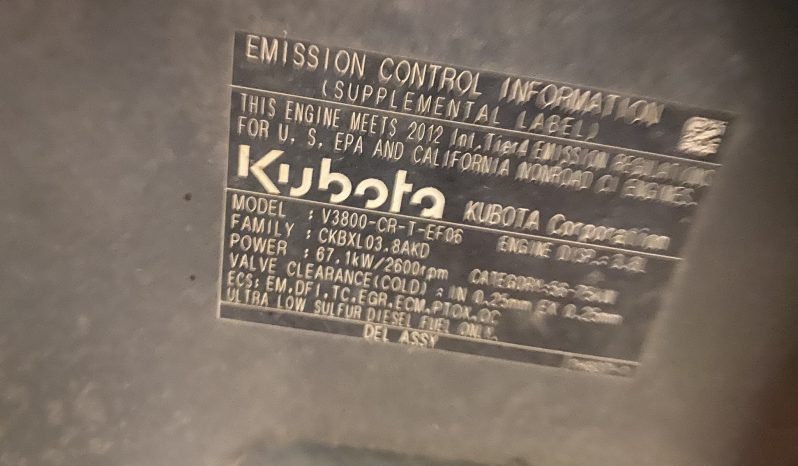 EMISSION CONTROL INFORMATION
(SUPPLEMENTAL LABEL)
THIS ENGINE MEETS 2012 Int.Tier4 EMISSION REGULATIONS
FOR U. S. EPA AND CALIFORNIA NONROAD CI ENGINES.
Kubota KUBOTA Corporation
MODEL : V3800-CR-T-EF06 ENGINE DISP.: 3.8L
FAMILY : CKBXL03.8AKD
POWER : 67.1kW/2600rpm CATEGORY:56-75kW
VALVE CLEARANCE(COLD) : IN 0.25mm EX 0.25mm
ECS: EM.DFI.TC.EGR.ECM.PTOX.OC
ULTRA LOW SULFUR DIESEL FUEL ONLY.
DEL ASSY